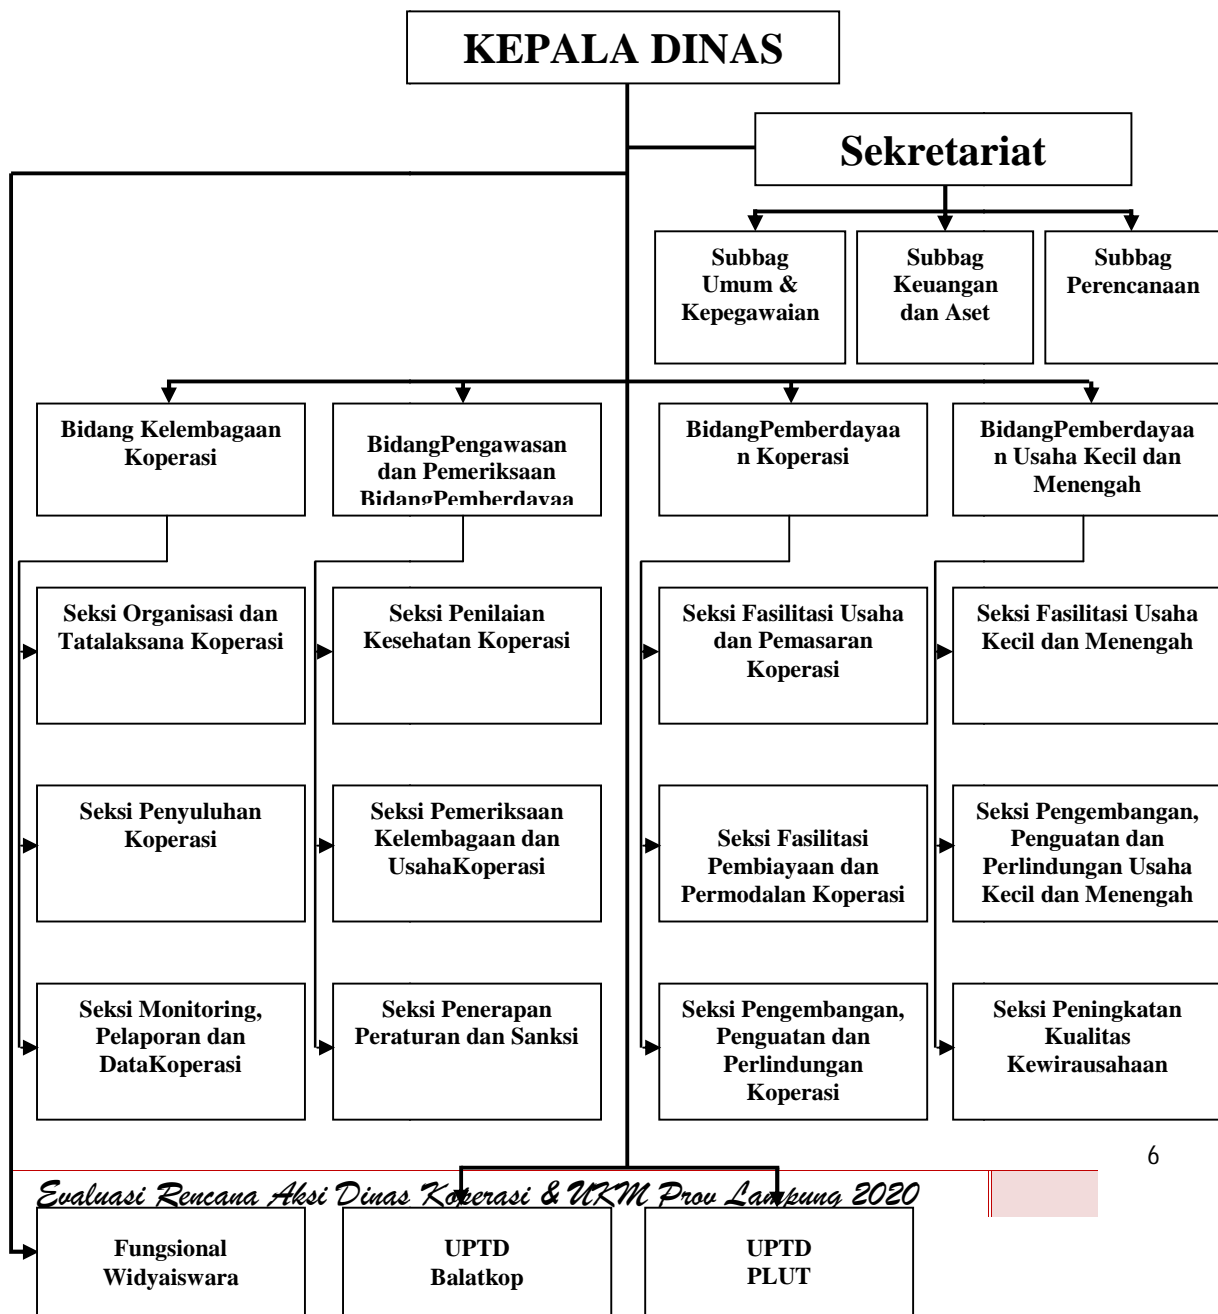 KEPALA DINAS
Sekretariat
Subbag
Umum &
Kepegawaian
Subbag
Keuangan
dan Aset
Subbag
Perencanaan
Bidang Kelembagaan
Koperasi
BidangPengawasan
dan Pemeriksaan
BidangPemberdayaa
BidangPemberdayaa
n Koperasi
BidangPemberdayaa
n Usaha Kecil dan
Menengah
Seksi Organisasi dan
Tatalaksana Koperasi
Seksi Penilaian
Kesehatan Koperasi
Seksi Fasilitasi Usaha
dan Pemasaran
Koperasi
Seksi Fasilitasi Usaha
Kecil dan Menengah
Seksi Penyuluhan
Koperasi
Seksi Pemeriksaan
Kelembagaan dan
UsahaKoperasi
Seksi Fasilitasi
Pembiayaan dan
Permodalan Koperasi
Seksi Pengembangan,
Penguatan dan
Perlindungan Usaha
Kecil dan Menengah
Seksi Monitoring,
Pelaporan dan
DataKoperasi
Seksi Penerapan
Peraturan dan Sanksi
Seksi Pengembangan,
Penguatan dan
Perlindungan
Koperasi
Seksi Peningkatan
Kualitas
Kewirausahaan
6
Evaluasi Rencana Aksi Dinas Koperasi & UKM Prov Lampung 2020
Fungsional
Widyaiswara
UPTD
Balatkop
UPTD
PLUT